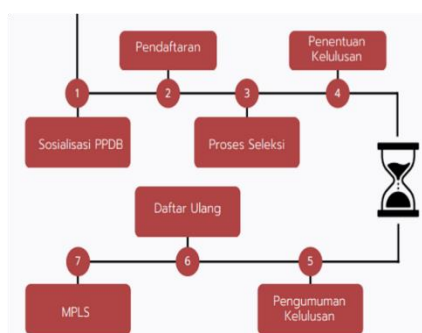 1
Sosialisasi PPDB
2
Pendaftaran
3
Proses Seleksi
4
Penentuan
Kelulusan
5
Pengumuman
Kelulusan
6
Daftar Ulang
7
MPLS